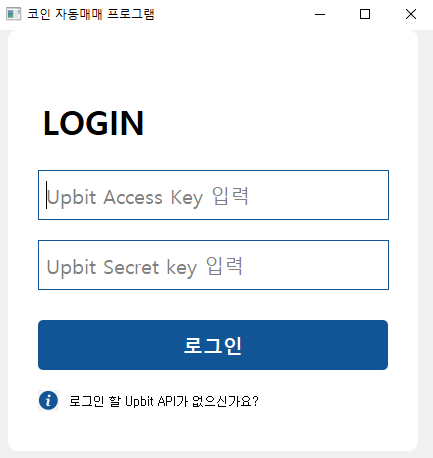 코인 자동매매 프로그램
LOGIN
Upbit Access Key 입력
Upbit Secret key 입력
로그인
로그인 할 Upbit API가 없으신가요?